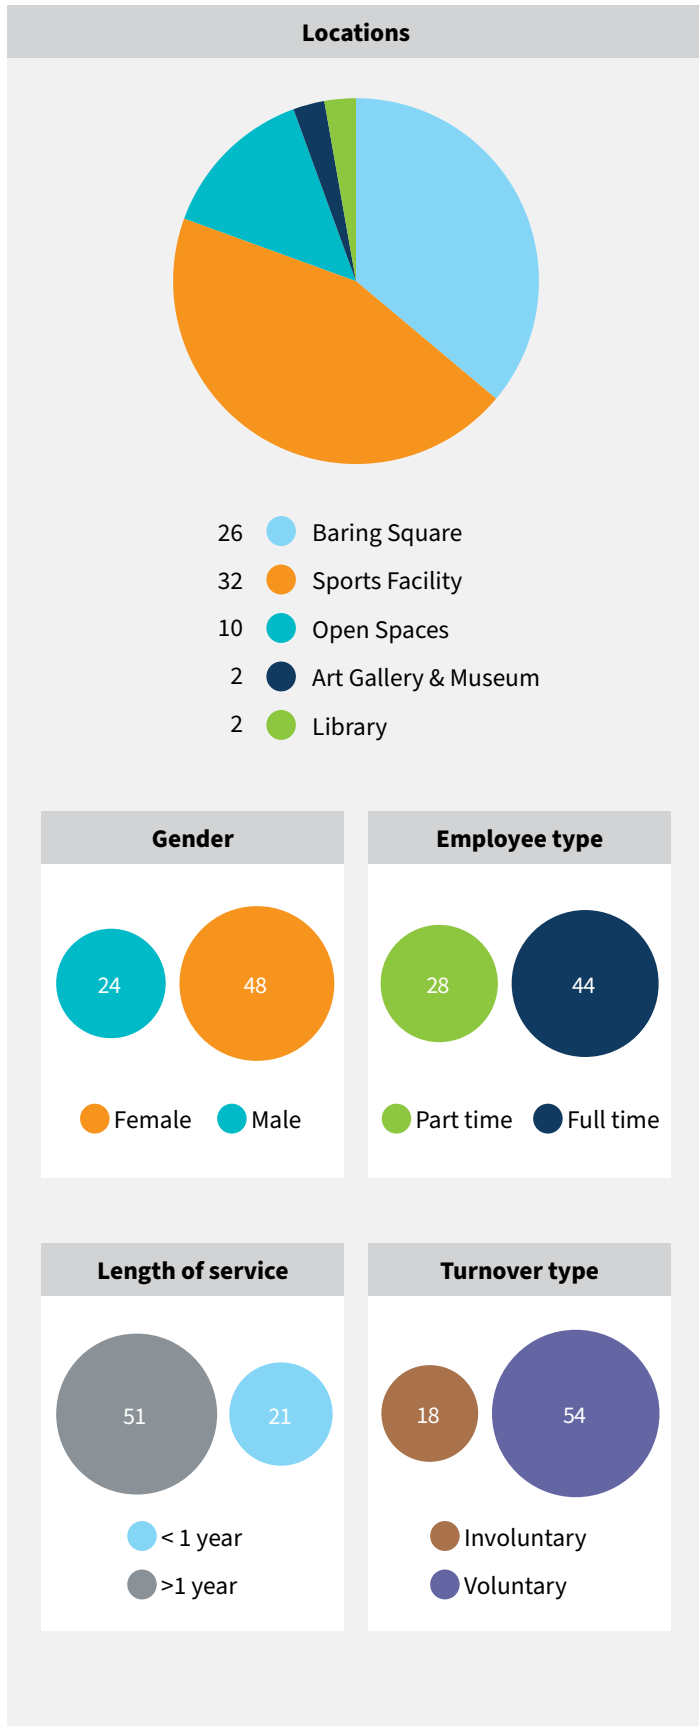 Locations
26 Baring Square
32 Sports Facility
10 Open Spaces
2 Art Gallery & Museum
2 Library
Gender
24 48
Female Male
Employee type
28 44
Part time Full time
Length of service
51 21
< 1 year
>1 year
Turnover type
18 54
Involuntary
Voluntary